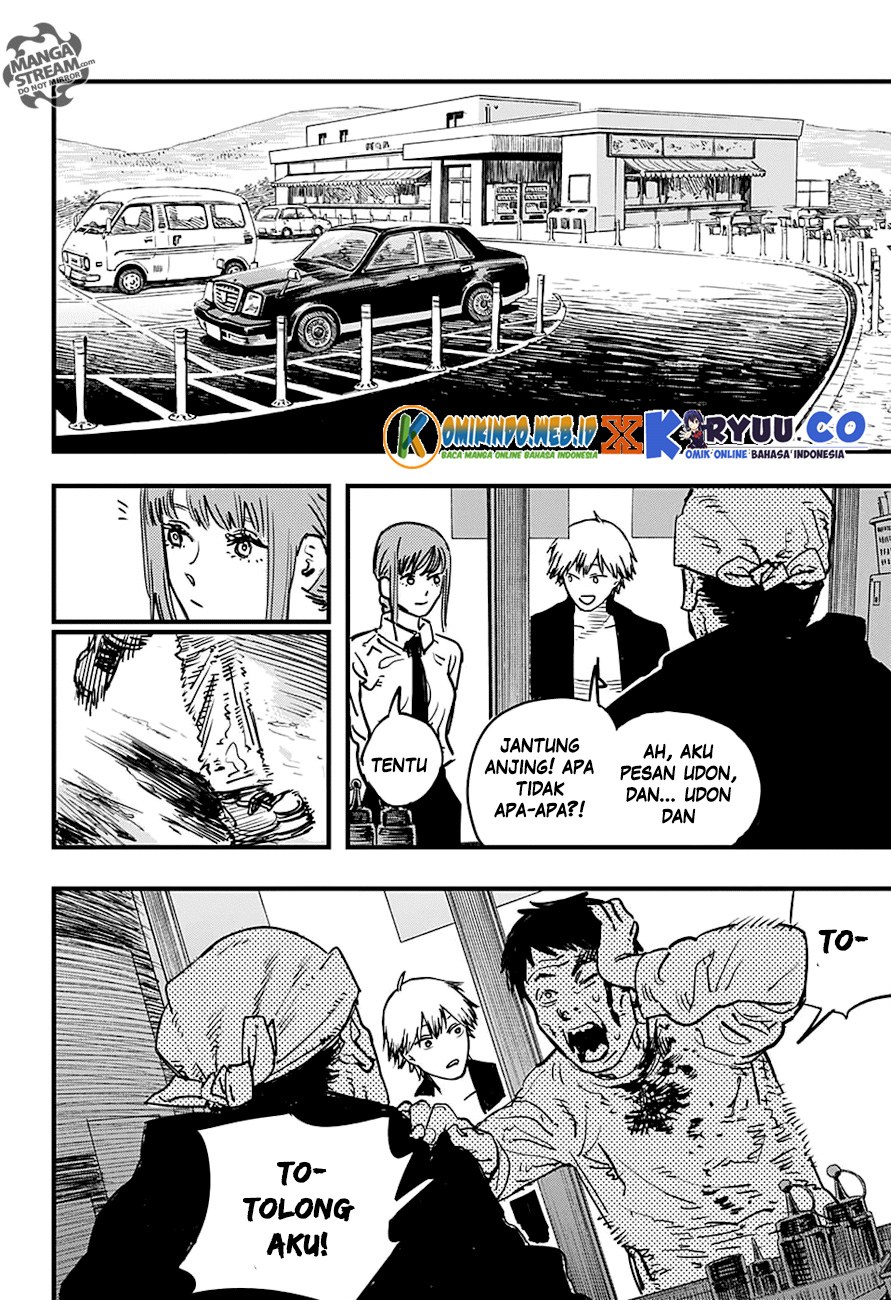 MANGA
STREAM.com
DO NOT MIRROR
KOMIKINDO.WEB.ID
BACA MANGA ONLINE BAHASA INDONESIA
X
KIRYUU.CO
KOMIK ONLINE BAHASA INDONESIA
AH, AKU
PESAN UDON,
DAN... UDON
DAN
JANTUNG
ANJING! APA
TIDAK
APA-APA?!
TENTU
TO-
TO-
TOLONG
AKU!